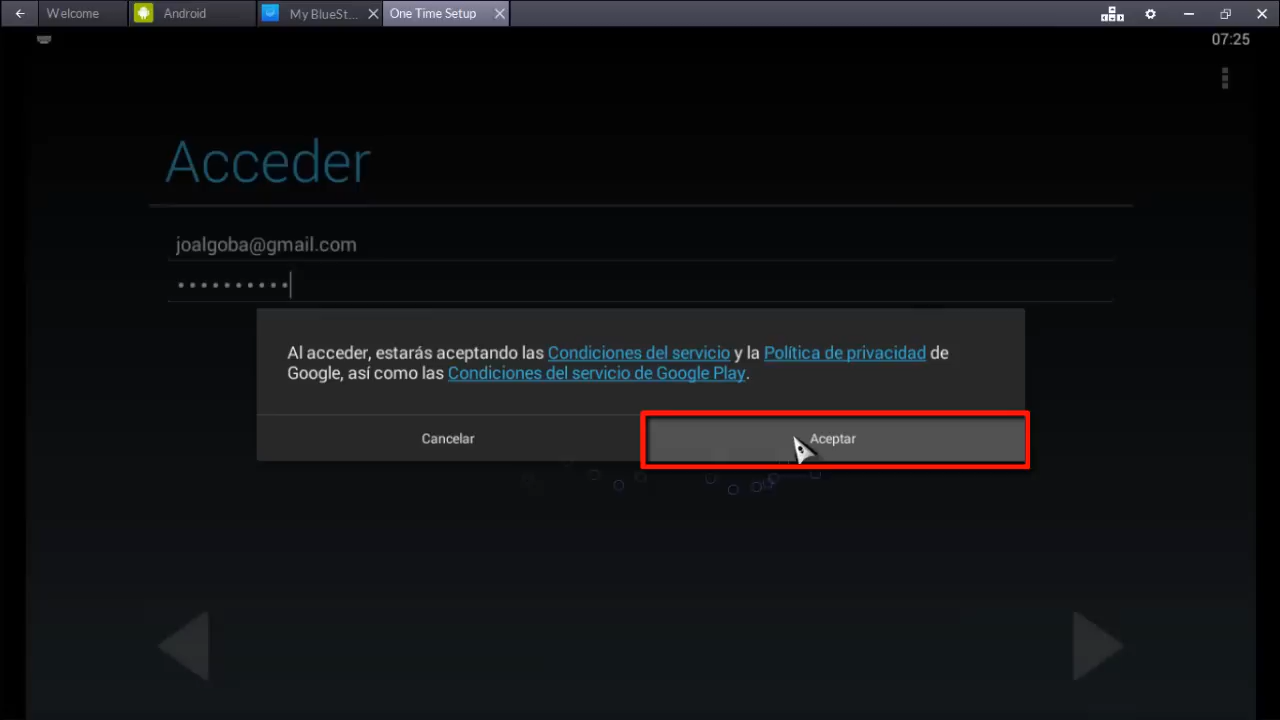 Welcome
Android
My BlueSt...
One Time Setup
07:25
Acceder
joalgoba@gmail.com
••••••••••
Al acceder, estarás aceptando las Condiciones del servicio y la Política de privacidad de
Google, así como las Condiciones del servicio de Google Play.
Cancelar
Aceptar